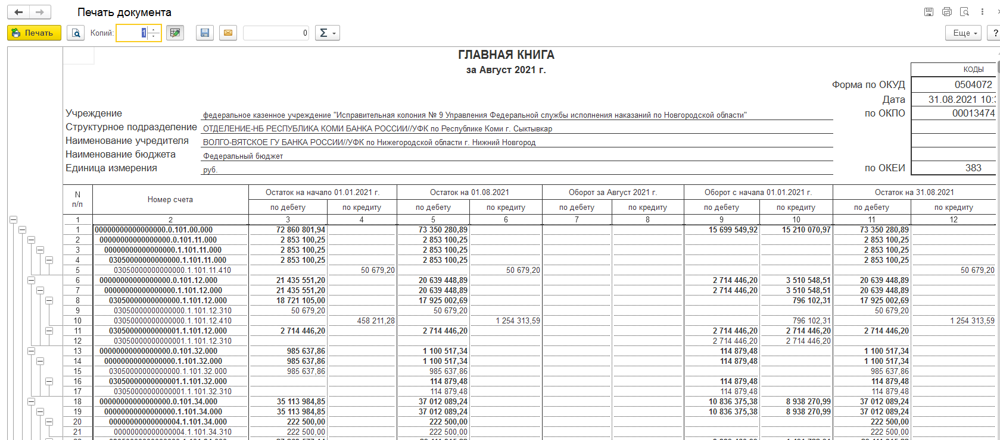 Печать документа
Печать Копий: 1 0 Σ Еще ?
ГЛАВНАЯ КНИГА
за Август 2021 г.
КОДЫ
Форма по ОКУД 0504072
Дата 31.08.2021 10:
Учреждение федеральное казенное учреждение "Исправительная колония № 9 Управления Федеральной службы исполнения наказаний по Новгородской области" по ОКПО 00013474
Структурное подразделение ОТДЕЛЕНИЕ-НБ РЕСПУБЛИКА КОМИ БАНКА РОССИИ//УФК по Республике Коми г. Сыктывкар
Наименование учредителя ВОЛГО-ВЯТСКОЕ ГУ БАНКА РОССИИ//УФК по Нижегородской области г. Нижний Новгород
Наименование бюджета Федеральный бюджет
Единица измерения руб. по ОКЕИ 383
N п/п Номер счета Остаток на начало 01.01.2021 г. Остаток на 01.08.2021 Оборот за Август 2021 г. Оборот с начала 01.01.2021 г. Остаток на 31.08.2021
по дебету по кредиту по дебету по кредиту по дебету по кредиту по дебету по кредиту по дебету по кредиту
1 2 3 4 5 6 7 8 9 10 11 12
1 00000000000000000.0.101.00.000 72 860 801,94 73 350 280,89 15 699 549,92 15 210 070,97 73 350 280,89
2 00000000000000000.0.101.11.000 2 853 100,25 2 853 100,25 2 853 100,25
3 00000000000000000.1.101.11.000 2 853 100,25 2 853 100,25 2 853 100,25
4 03050000000000000.1.101.11.000 2 853 100,25 2 853 100,25 2 853 100,25
5 03050000000000000.1.101.11.410 50 679,20 50 679,20 50 679,20
6 00000000000000000.0.101.12.000 21 435 551,20 20 639 448,89 2 714 446,20 3 510 548,51 20 639 448,89
7 00000000000000000.1.101.12.000 21 435 551,20 20 639 448,89 2 714 446,20 3 510 548,51 20 639 448,89
8 03050000000000000.1.101.12.000 18 721 105,00 17 925 002,69 796 102,31 17 925 002,69
9 03050000000000000.1.101.12.310 50 679,20 50 679,20 50 679,20
10 03050000000000000.1.101.12.410 458 211,28 1 254 313,59 796 102,31 1 254 313,59
11 03050000000000001.1.101.12.000 2 714 446,20 2 714 446,20 2 714 446,20 2 714 446,20 2 714 446,20
12 03050000000000001.1.101.12.310 2 714 446,20 2 714 446,20
13 00000000000000000.0.101.32.000 985 637,86 1 100 517,34 114 879,48 1 100 517,34
14 00000000000000000.1.101.32.000 985 637,86 1 100 517,34 114 879,48 1 100 517,34
15 03050000000000000.1.101.32.000 985 637,86 985 637,86 985 637,86
16 03050000000000001.1.101.32.000 114 879,48 114 879,48 114 879,48
17 03050000000000001.1.101.32.310 114 879,48 114 879,48 114 879,48
18 00000000000000000.0.101.34.000 35 113 984,85 37 012 089,24 10 836 375,38 8 938 270,99 37 012 089,24
19 00000000000000000.1.101.34.000 35 113 984,85 37 012 089,24 10 836 375,38 8 938 270,99 37 012 089,24
20 00000000000000004.1.101.34.000 222 500,00 222 500,00 222 500,00
21 00000000000000004.1.101.34.310 222 500,00 222 500,00 222 500,00